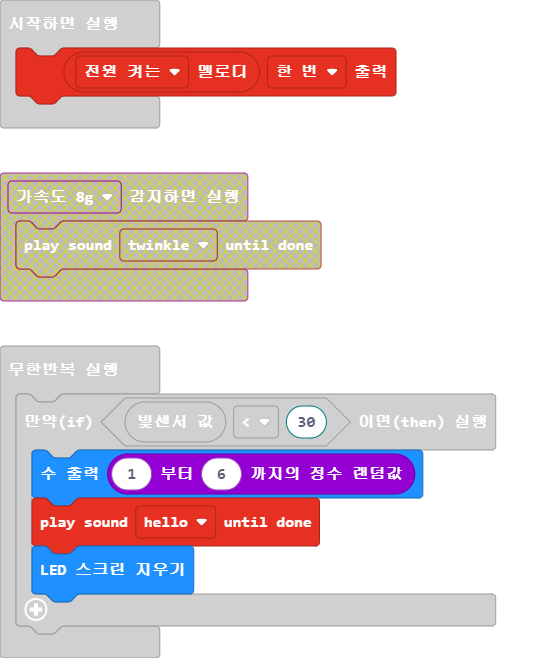 시작하면 실행
전원 켜는 멜로디 한 번 출력
가속도 8g 감지하면 실행
play sound twinkle until done
무한반복 실행
만약(if) 빛센서 값 < 30 이면(then) 실행
수 출력 1 부터 6 까지의 정수 랜덤값
play sound hello until done
LED 스크린 지우기